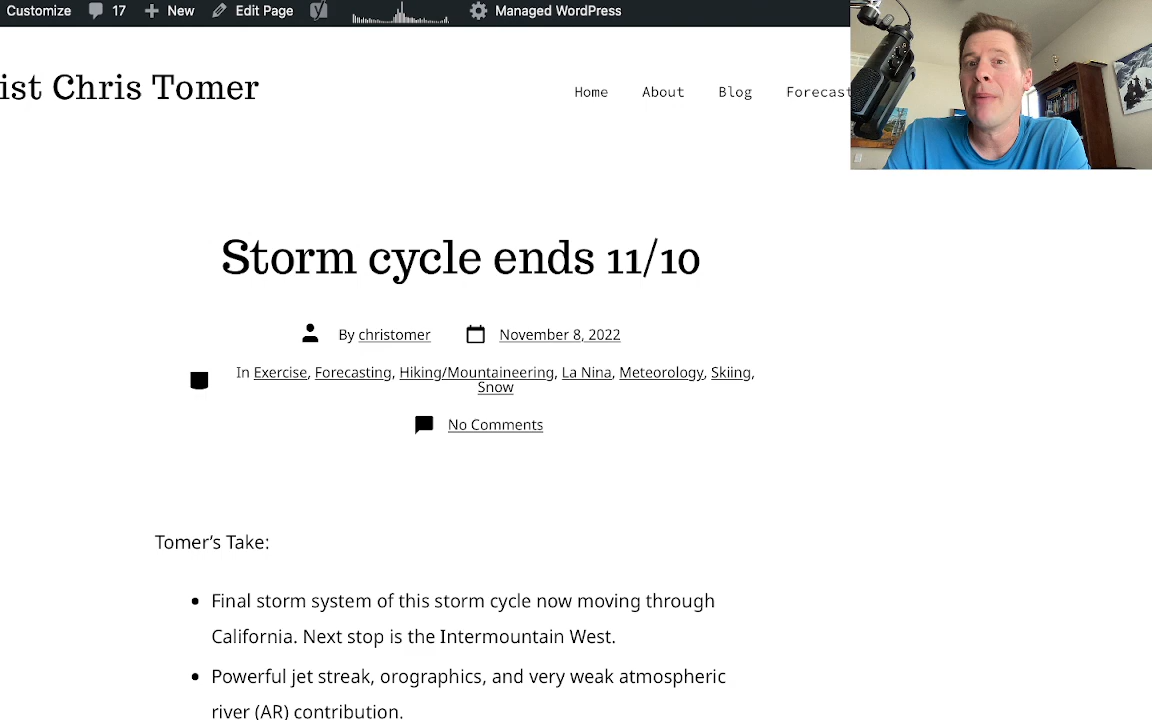 Customize 17 New Edit Page Managed WordPress
ist Chris Tomer
Home About Blog Forecast
Storm cycle ends 11/10
By christomer November 8, 2022
In Exercise, Forecasting, Hiking/Mountaineering, La Nina, Meteorology, Skiing,
Snow
No Comments
Tomer’s Take:
• Final storm system of this storm cycle now moving through
California. Next stop is the Intermountain West.
• Powerful jet streak, orographics, and very weak atmospheric
river (AR) contribution.